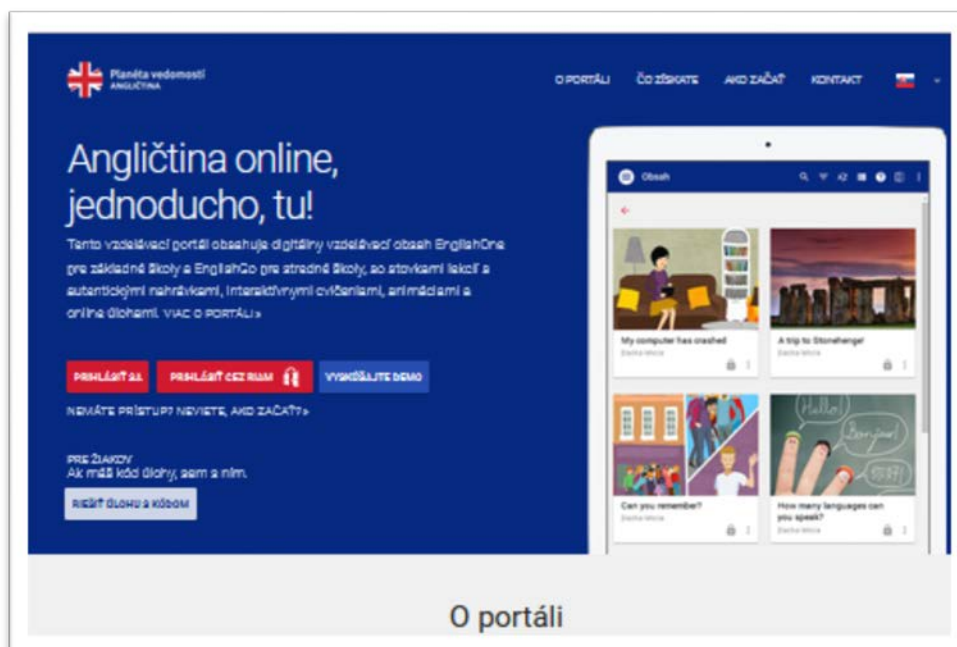 Planéta vedomostí
ANGLIČTINA
O PORTÁLI ČO ZÍSKATE AKO ZAČAŤ KONTAKT
Angličtina online,
jednoducho, tu!
Tento vzdelávací portál obsahuje digitálny vzdelávací obsah EnglishOne
pre základné školy a EnglishGo pre stredné školy, so stovkami lekcií s
autentickými nahrávkami, interaktívnymi cvičeniami, animáciami a
online úlohami. VIAC O PORTÁLI »
PRIHLÁSIŤ SA PRIHLÁSIŤ CEZ RIAM VYSKÚŠAJTE DEMO
NEMÁTE PRÍSTUP? NEVIETE, AKO ZAČAŤ? »
PRE ŽIAKOV
Ak máš kód úlohy, sem s ním.
RIEŠIŤ ÚLOHU S KÓDOM
Obsah
My computer has crashed
A trip to Stonehenge!
Hello!
Bonjour!
Can you remember?
How many languages can
you speak?
O portáli